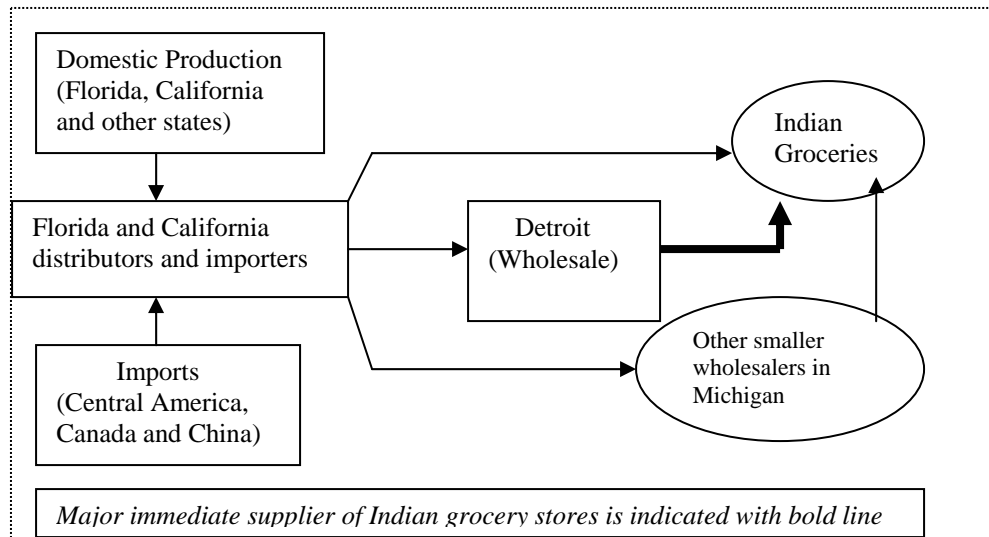 Domestic Production
(Florida, California
and other states)
Indian
Groceries
Florida and California
distributors and importers
Detroit
(Wholesale)
Imports
(Central America,
Canada and China)
Other smaller
wholesalers in
Michigan
Major immediate supplier of Indian grocery stores is indicated with bold line